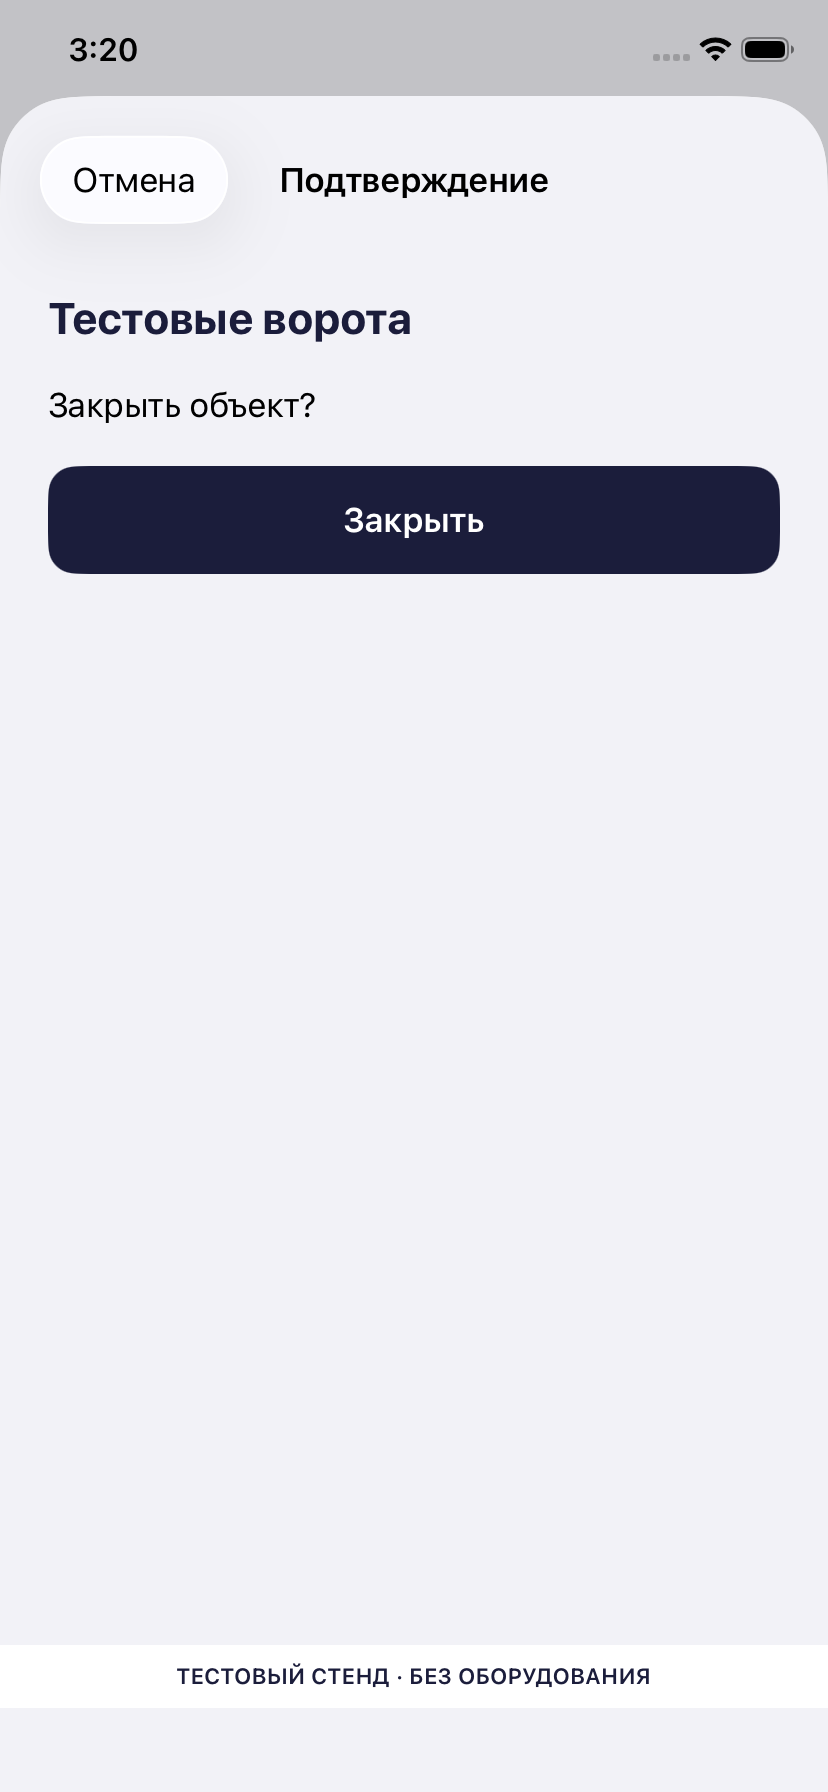 3:20
Отмена
Подтверждение
Тестовые ворота
Закрыть объект?
Закрыть
ТЕСТОВЫЙ СТЕНД · БЕЗ ОБОРУДОВАНИЯ